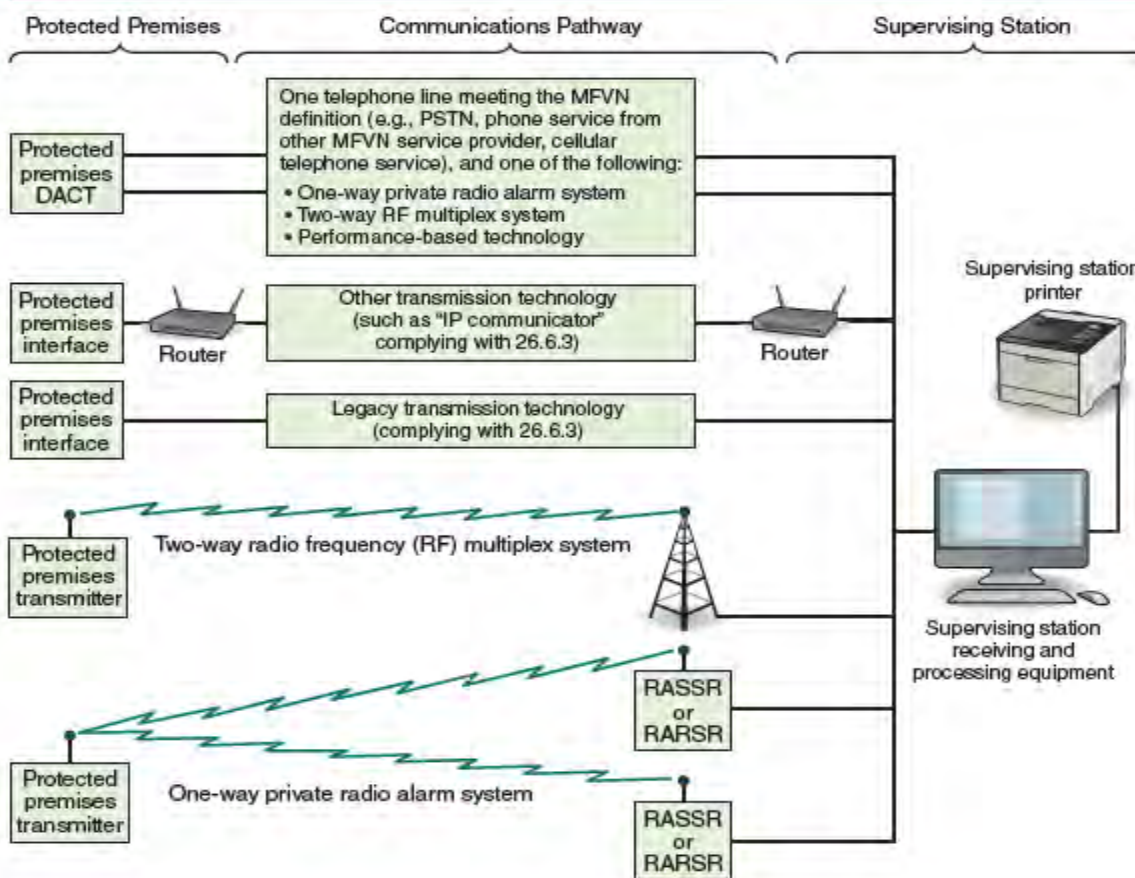 Protected Premises
Communications Pathway
Supervising Station
Protected
premises
DACT
One telephone line meeting the MFVN
definition (e.g., PSTN, phone service from
other MFVN service provider, cellular
telephone service), and one of the following:
• One-way private radio alarm system
• Two-way RF multiplex system
• Performance-based technology
Protected
premises
interface
Router
Other transmission technology
(such as "IP communicator"
complying with 26.6.3)
Router
Supervising station
printer
Protected
premises
interface
Legacy transmission technology
(complying with 26.6.3)
Protected
premises
transmitter
Two-way radio frequency (RF) multiplex system
Supervising station
receiving and
processing equipment
RASSR
or
RARSR
Protected
premises
transmitter
One-way private radio alarm system
RASSR
or
RARSR